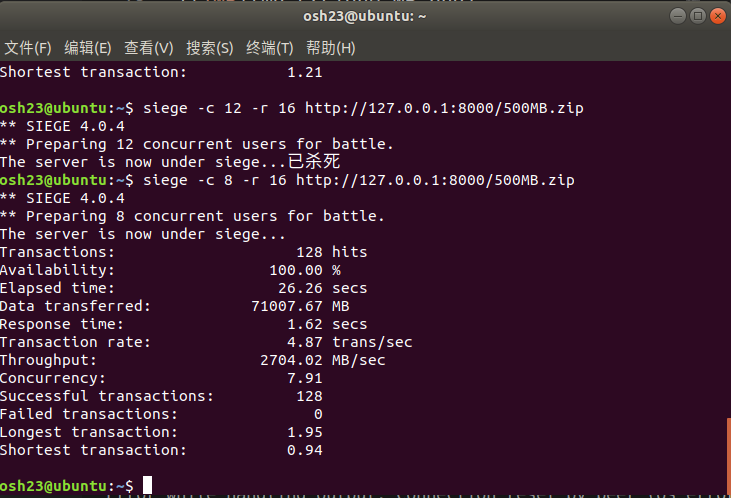 osh23@ubuntu: ~
文件(F) 编辑(E) 查看(V) 搜索(S) 终端(T) 帮助(H)
Shortest transaction: 1.21
osh23@ubuntu:~$ siege -c 12 -r 16 http://127.0.0.1:8000/500MB.zip
** SIEGE 4.0.4
** Preparing 12 concurrent users for battle.
The server is now under siege...已杀死
osh23@ubuntu:~$ siege -c 8 -r 16 http://127.0.0.1:8000/500MB.zip
** SIEGE 4.0.4
** Preparing 8 concurrent users for battle.
The server is now under siege...
Transactions: 128 hits
Availability: 100.00 %
Elapsed time: 26.26 secs
Data transferred: 71007.67 MB
Response time: 1.62 secs
Transaction rate: 4.87 trans/sec
Throughput: 2704.02 MB/sec
Concurrency: 7.91
Successful transactions: 128
Failed transactions: 0
Longest transaction: 1.95
Shortest transaction: 0.94
osh23@ubuntu:~$